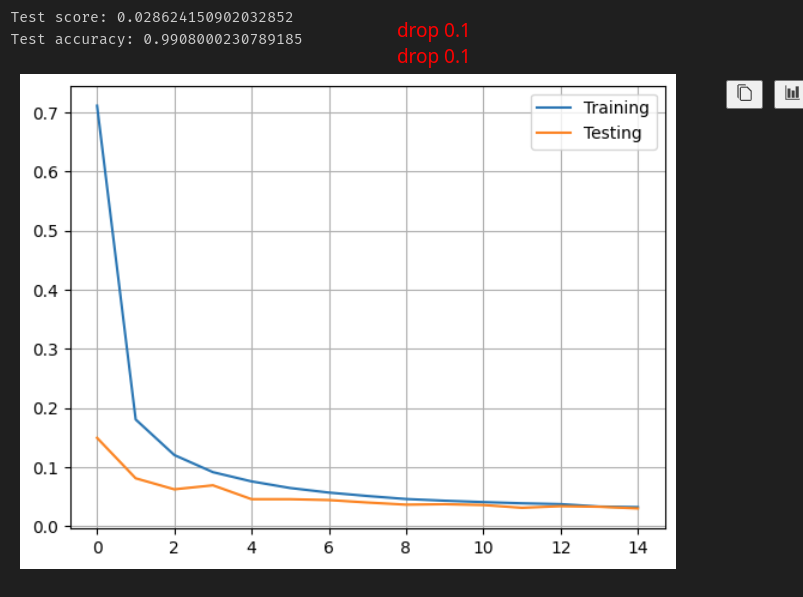 Test score: 0.028624150902032852
Test accuracy: 0.9908000230789185
drop 0.1
drop 0.1
Training
Testing
0.7
0.6
0.5
0.4
0.3
0.2
0.1
0.0
0 2 4 6 8 10 12 14